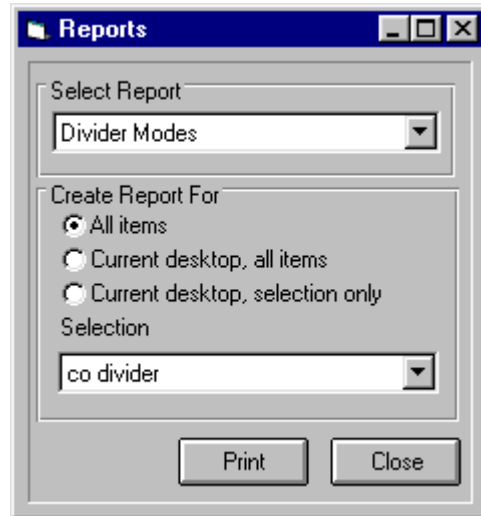 Reports
Select Report
Divider Modes
Create Report For
All items
Current desktop, all items
Current desktop, selection only
Selection
co divider
Print Close